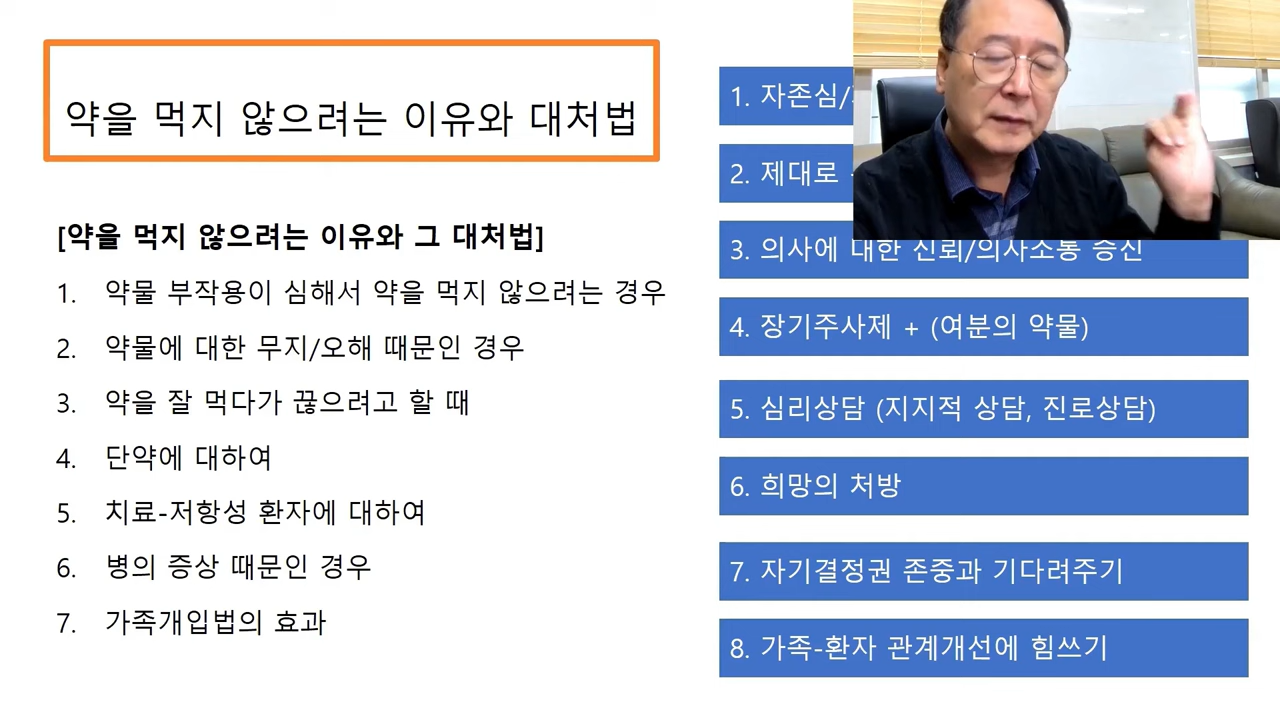 약을 먹지 않으려는 이유와 대처법
[약을 먹지 않으려는 이유와 그 대처법]
1. 약물 부작용이 심해서 약을 먹지 않으려는 경우
2. 약물에 대한 무지/오해 때문인 경우
3. 약을 잘 먹다가 끊으려고 할 때
4. 단약에 대하여
5. 치료-저항성 환자에 대하여
6. 병의 증상 때문인 경우
7. 가족개입법의 효과
1. 자존심/
2. 제대로
3. 의사에 대한 신뢰/의사소통 증진
4. 장기주사제 + (여분의 약물)
5. 심리상담 (지지적 상담, 진로상담)
6. 희망의 처방
7. 자기결정권 존중과 기다려주기
8. 가족-환자 관계개선에 힘쓰기